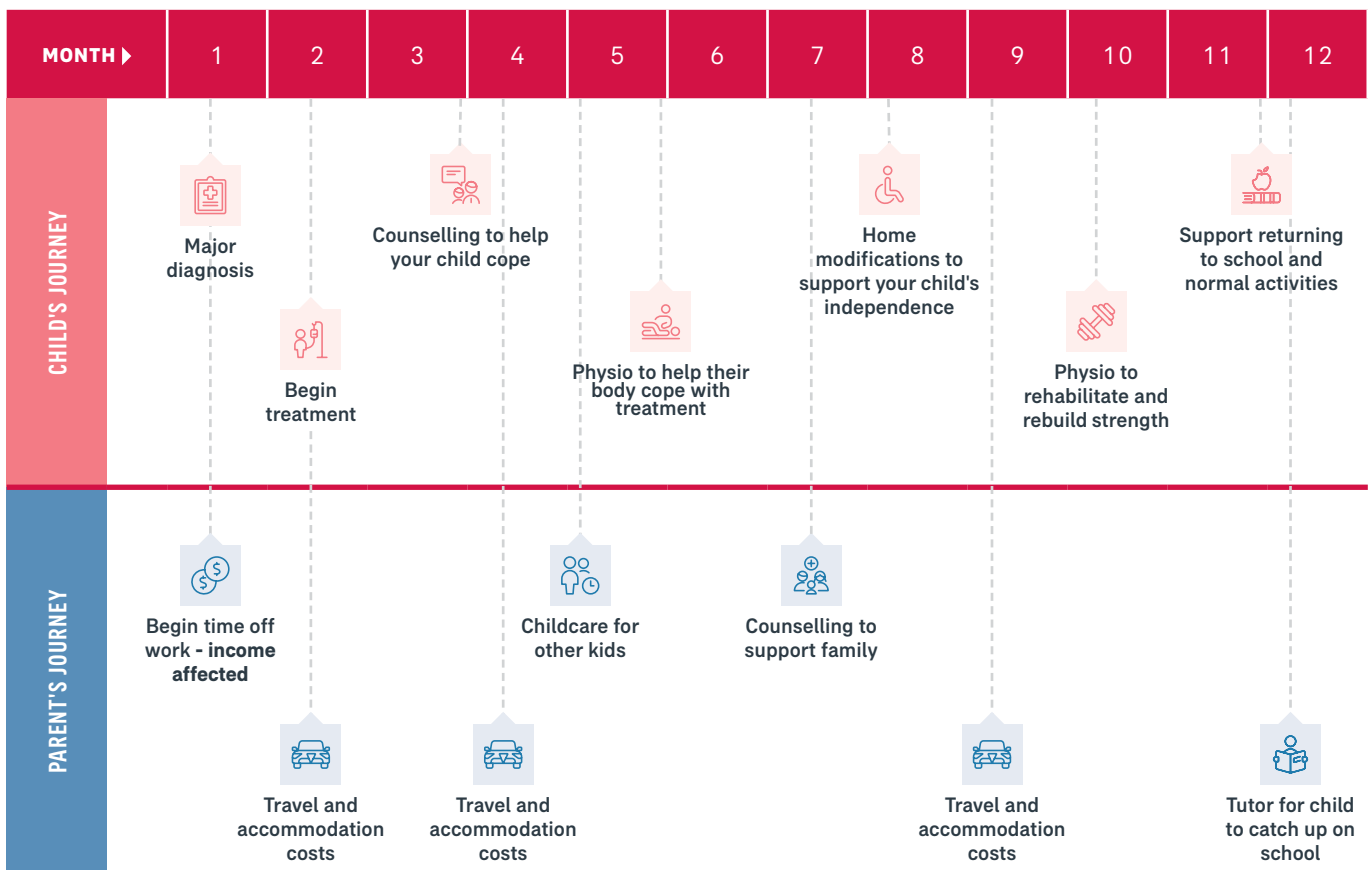 MONTH 1 2 3 4 5 6 7 8 9 10 11 12
CHILD'S JOURNEY
Major
diagnosis
Begin
treatment
Counselling to help
your child cope
Physio to help their
body cope with
treatment
Home
modifications to
support your child's
independence
Physio to
rehabilitate and
rebuild strength
Support returning
to school and
normal activities
PARENT'S JOURNEY
$
$
Begin time off
work - income
affected
Travel and
accommodation
costs
Travel and
accommodation
costs
Childcare for
other kids
Counselling to
support family
Travel and
accommodation
costs
Tutor for child
to catch up on
school